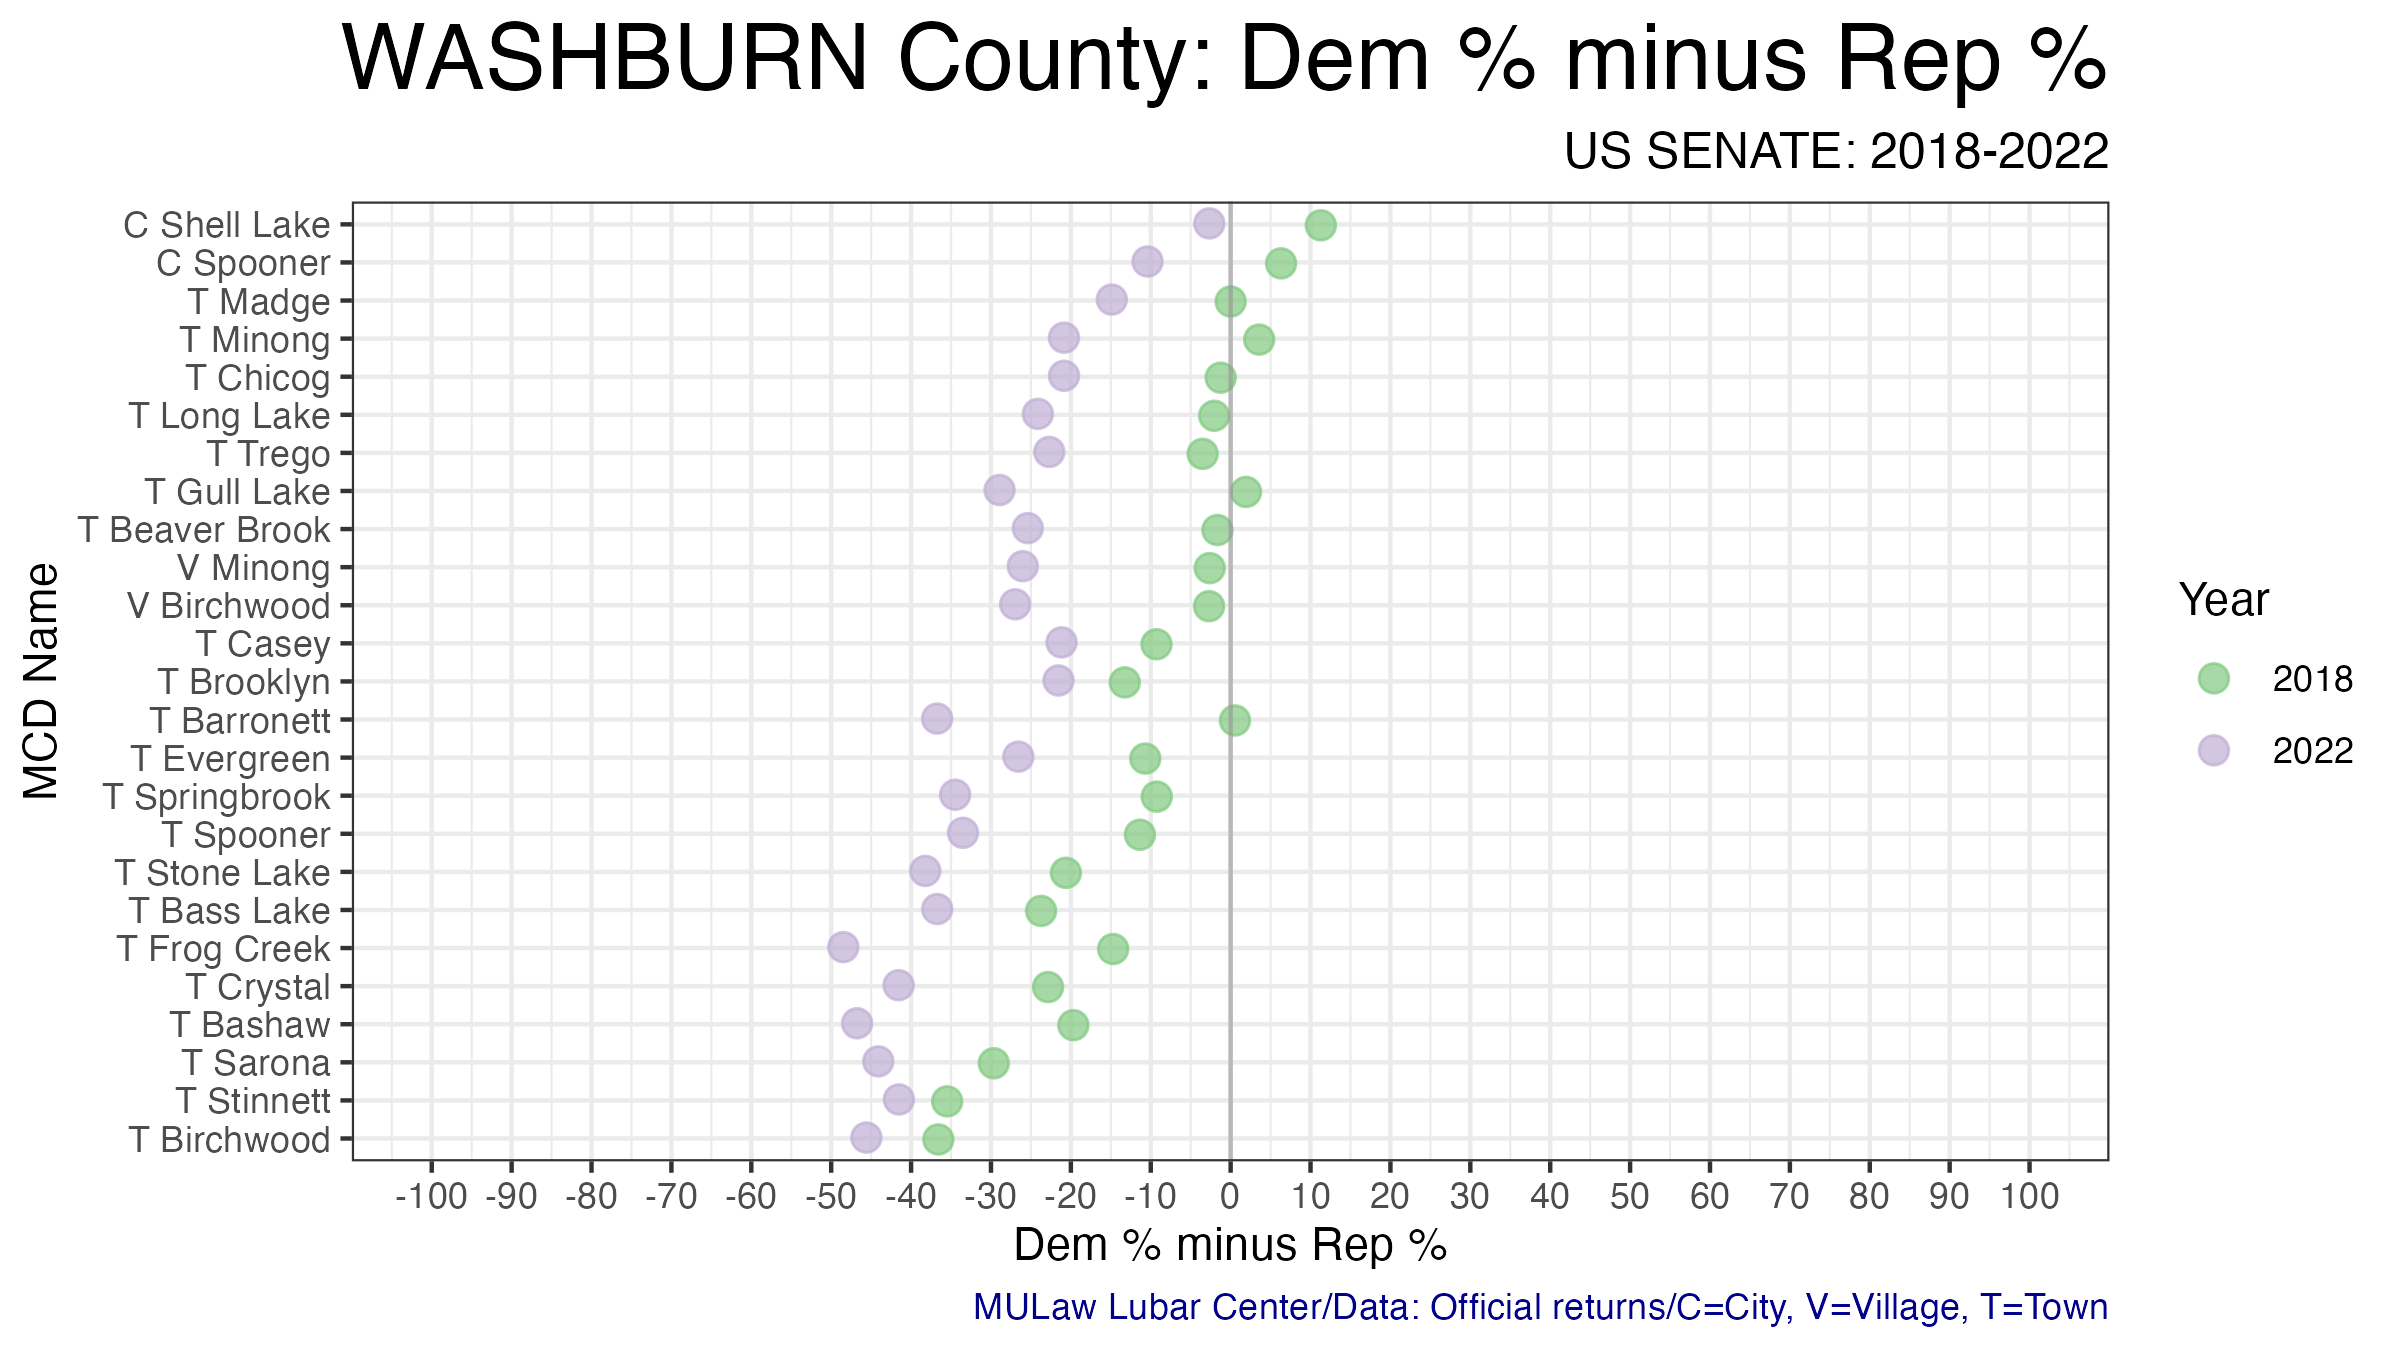 WASHBURN County: Dem % minus Rep %
US SENATE: 2018-2022
C Shell Lake
C Spooner
T Madge
T Minong
T Chicog
T Long Lake
T Trego
T Gull Lake
T Beaver Brook
V Minong
V Birchwood
T Casey
T Brooklyn
T Barronett
T Evergreen
T Springbrook
T Spooner
T Stone Lake
T Bass Lake
T Frog Creek
T Crystal
T Bashaw
T Sarona
T Stinnett
T Birchwood
MCD Name
-100 -90 -80 -70 -60 -50 -40 -30 -20 -10 0 10 20 30 40 50 60 70 80 90 100
Dem % minus Rep %
Year
2018
2022
MULaw Lubar Center/Data: Official returns/C=City, V=Village, T=Town